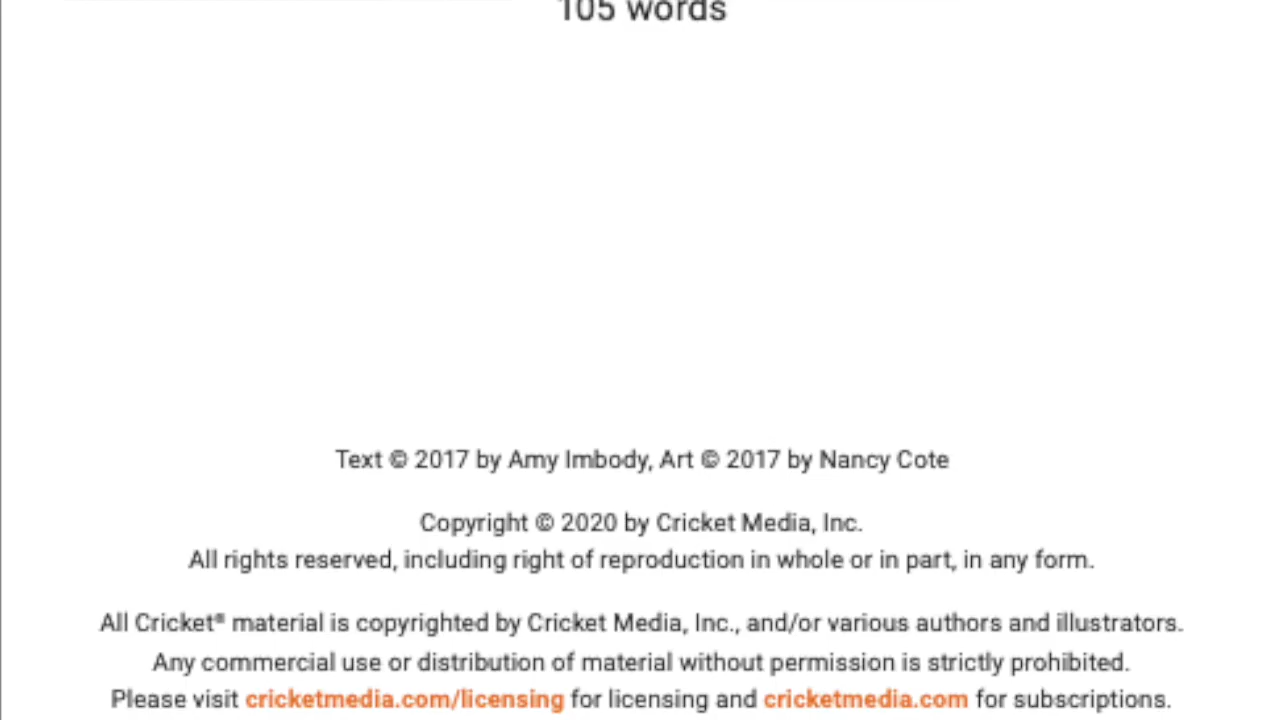 105 words
Text © 2017 by Amy Imbody, Art © 2017 by Nancy Cote
Copyright © 2020 by Cricket Media, Inc.
All rights reserved, including right of reproduction in whole or in part, in any form.
All Cricket® material is copyrighted by Cricket Media, Inc., and/or various authors and illustrators.
Any commercial use or distribution of material without permission is strictly prohibited.
Please visit cricketmedia.com/licensing for licensing and cricketmedia.com for subscriptions.